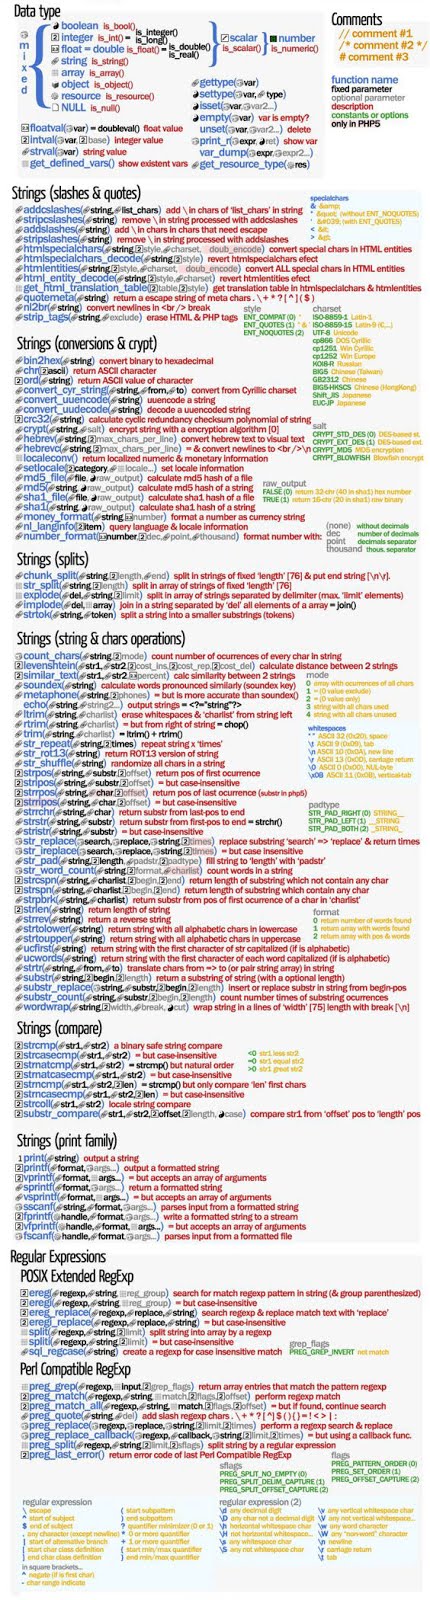 Data type
mixed
boolean is_bool()
integer is_int() = is_integer() is_long()
float = double is_float() = is_double() is_real()
string is_string()
array is_array()
object is_object()
resource is_resource()
NULL is_null()
scalar is_scalar()
number is_numeric()
gettype(var)
settype(var, type)
isset(var,var2...)
empty(var) var is empty?
unset(var,var2...) delete
print_r(expr, ret) show var
var_dump(expr,expr2...)
get_resource_type(res)
floatval(var) = doubleval() float value
intval(var,base) integer value
strval(var) string value
get_defined_vars() show existent vars
Comments
// comment #1
/* comment #2 */
# comment #3
function name
fixed parameter
optional parameter
description
constants or options
only in PHP5
Strings (slashes & quotes)
addcslashes(string,list_chars) add \ in chars of 'list_chars' in string
stripcslashes(string) remove \ in string processed with addcslashes
addslashes(string) add \ in chars that need escape
stripslashes(string) remove \ in string processed with addslashes
htmlspecialchars(string,style,charset, doub_encode) convert special chars in HTML entities
htmlspecialchars_decode(string,style) revert htmlspecialchars effect
htmlentities(string,style,charset, doub_encode) convert ALL special chars in HTML entities
html_entity_decode(string,style,charset) revert htmlentities efect
get_html_translation_table(table,style) get translation table in htmlspecialchars & htmlentities
quotemeta(string) return a escape string of meta chars . \ + * ? [ ^ ] ( $ )
nl2br(string) convert newlines in <br /> break
strip_tags(string,exclude) erase HTML & PHP tags
specialchars
& &amp;
" &quot; (without ENT_NOQUOTES)
' &#039; (with ENT_QUOTES)
< &lt;
> &gt;
style
ENT_COMPAT (0) "
ENT_QUOTES (1) " & '
ENT_NOQUOTES (2)
charset
ISO-8859-1 Latin-1
ISO-8859-15 Latin-9
UTF-8 Unicode
cp866 DOS Cyrillic
cp1251 Win Cyrillic
cp1252 Win Europe
KOI8-R Russian
BIG5 Chinese (Taiwan)
GB2312 Chinese
BIG5-HKSCS Chinese (HongKong)
Shift_JIS Japanese
EUC-JP Japanese
Strings (conversions & crypt)
bin2hex(string) convert binary to hexadecimal
chr(ascii) return ASCII character
ord(string) return ASCII value of character
convert_cyr_string(string,from,to) convert from Cyrillic charset
convert_uuencode(string) uuencode a string
convert_uudecode(string) decode a uuencoded string
crc32(string) calculate cyclic redundancy checksum polynomial of string
crypt(string,salt) encrypt string with a encryption algorithm [0]
hebrev(string,max_chars_per_line) convert hebrew text to visual text
hebrevc(string,max_chars_per_line) = & convert newlines to <br />\n
localeconv() return localized numeric & monetary information
setlocale(category,locale...) set locale information
md5_file(file,raw_output) calculate md5 hash of a file
md5(string, raw_output) calculate md5 hash of a string
sha1_file(file,raw_output) calculate sha1 hash of a file
sha1(string,raw_output) calculate sha1 hash of a string
money_format(string,number) format a number as currency string
nl_langinfo(item) query language & locale information
number_format(number,dec,point,thousand) format number with:
salt
CRYPT_STD_DES (0) DES-based st.
CRYPT_EXT_DES (1) DES-based ext.
CRYPT_MD5 MD5 encryption
CRYPT_BLOWFISH Blowfish encrypt
raw_output
FALSE (0) return 32-chr (40 in sha1) hex number
TRUE (1) return 16-chr (20 in sha1) raw binary
(none) without decimals
dec number of decimals
point decimals separator
thousand thous. separator
Strings (splits)
chunk_split(string,length,end) split in strings of fixed 'length' [76] & put end string [\n\r].
str_split(string,length) split in array of strings of fixed 'length' [76]
explode(del,string,limit) split in array of strings separated by delimiter (max. 'limit' elements)
implode(del,array) join in a string separated by 'del' all elements of a array = join()
strtok(string,token) split a string into a smaller substrings (tokens)
Strings (string & chars operations)
count_chars(string,mode) count number of ocurrences of every char in string
levenshtein(str1,str2,cost_ins,cost_rep,cost_del) calculate distance between 2 strings
similar_text(str1,str2,percent) calc similarity between 2 strings
soundex(string) calculate words pronounced similarly (soundex key)
metaphone(string,phones) = but is more accurate than soundex()
echo(string,string2...) output strings = <?="string"?>
ltrim(string,charlist) erase whitespaces & 'charlist' from string left
rtrim(string,charlist) = but from right of string = chop()
trim(string,charlist) = ltrim() + rtrim()
str_repeat(string,times) repeat string x 'times'
str_rot13(string) return ROT13 version of string
str_shuffle(string) randomize all chars in a string
strpos(string,substr,offset) return pos of first occurrence
stripos(string,substr,offset) = but case-insensitive
strrpos(string,char,offset) return pos of last ocurrence (substr in php5)
strripos(string,char,offset) = but case-insensitive
strrchr(string,char) return substr from last-pos to end
strstr(string,substr) return substr from first-pos to end = strchr()
stristr(string,substr) = but case-insensitive
str_replace(search,replace,string,times) replace substring 'search' => 'replace' & return times
str_ireplace(search,replace,string,times) = but case insensitive
str_pad(string,length,padstr,padtype) fill string to 'length' with 'padstr'
str_word_count(string,format,charlist) count words in a string
strcspn(string,charlist,begin,end) return length of substring which not contain any char
strspn(string,charlist,begin,end) return length of substring which contain any char
strpbrk(string,charlist) return substr from pos of first ocurrence of a char in 'charlist'
strlen(string) return length of string
strrev(string) return a reverse string
strtolower(string) return string with all alphabetic chars in lowercase
strtoupper(string) return string with all alphabetic chars in uppercase
ucfirst(string) return string with the first character of str capitalized (if is alphabetic)
ucwords(string) return string with the first character of each word capitalized (if is alphabetic)
strtr(string,from,to) translate chars from => to (or pair string array) in string
substr(string,begin,length) return a substring of string (with a optional length)
substr_replace(string,substr,begin,length) insert or replace substr in string from begin-pos
substr_count(string,substr,begin,length) count number times of substring ocurrences
wordwrap(string,width,break,cut) wrap string in lines of 'width' [75] length with break [\n]
mode
0 array with ocurrences of all chars
1 = (0 value exclude)
2 = (0 value only)
3 string with all chars used
4 string with all chars unused
whitespaces
" " ASCII 32 (0x20), space
\t ASCII 9 (0x09), tab
\n ASCII 10 (0x0A), new line
\r ASCII 13 (0x0D), carriage return
\0 ASCII 0 (0x00), NUL-byte
\x0B ASCII 11 (0x0B), vertical-tab
padtype
STR_PAD_RIGHT (0) STRING__
STR_PAD_LEFT (1) __STRING
STR_PAD_BOTH (2) _STRING_
format
0 return number of words found
1 return array with words found
2 return array with pos & words
Strings (compare)
strcmp(str1,str2) a binary safe string compare
strcasecmp(str1,str2) = but case-insensitive
strnatcmp(str1,str2) = strcmp() but natural order
strnatcasecmp(str1,str2) = but case-insensitive
strncmp(str1,str2,len) = strcmp() but only compare 'len' first chars
strncasecmp(str1,str2,len) = but case-insensitive
strcoll(str1,str2) locale string compare
substr_compare(str1,str2,offset,length,case) compare str1 from 'offset' pos to 'length' pos
<0 str1 less str2
=0 str1 equal str2
>0 str1 great str2
Strings (print family)
print(string) output a string
printf(format,args...) output a formatted string
vprintf(format,args...) = but accepts an array of arguments
sprintf(format,args...) return a formatted string
vsprintf(format,args...) = but accept an array of arguments
sscanf(string,format,args...) parses input from a formatted string
fprintf(handle,format,args...) write a formatted string to a stream
vfprintf(handle,format,args...) = but accepts an array of arguments
fscanf(handle,format,args...) parses input from a formatted file
Regular Expressions
POSIX Extended RegExp
ereg(regexp,string,reg_group) search for match regexp pattern in string (& group parenthesized)
eregi(regexp,string,reg_group) = but case-insensitive
ereg_replace(regexp,replace,string) search regexp & replace match text with 'replace'
eregi_replace(regexp,replace,string) = but case-insensitive
split(regexp,string,limit) split string into array by a regexp
spliti(regexp,string,limit) = but case-insensitive
sql_regcase(string) create a regexp for case insensitive match
grep_flags
PREG_GREP_INVERT not match
Perl Compatible RegExp
preg_grep(regexp,input,grep_flags) return array entries that match the pattern regexp
preg_match(regexp,string,match,flags,offset) perform regexp match
preg_match_all(regexp,string,match,flags,offset) = but if found, continue search
preg_quote(string,del) add slash regexp chars . \ + * ? [ ^ ] $ ( ) { } = ! < > | :
preg_replace(regexp,replace,string,limit,times) perform a regexp search & replace
preg_replace_callback(regexp,callback,string,limit,times) = but using a callback func.
preg_split(regexp,string,limit,sflags) split string by a regular expression
preg_last_error() return error code of last Perl Compatible RegExp
sflags
PREG_SPLIT_NO_EMPTY (0)
PREG_SPLIT_DELIM_CAPTURE (1)
PREG_SPLIT_OFFSET_CAPTURE (2)
flags
PREG_PATTERN_ORDER (0)
PREG_SET_ORDER (1)
PREG_OFFSET_CAPTURE (2)
regular expression
\ escape
^ start of subject
$ end of subject
. any character (except newline)
| start of alternative branch
[ start char class definition
] end char class definition
in square brackets...
^ negate (if is first char)
- char range indicate
( start subpattern
) end subpattern
? quantifier minimizer (0 or 1)
* 0 or more quantifier
+ 1 or more quantifier
{ start min/max quantifier
} end min/max quantifier
regular expression (2)
\d any decimal digit
\D any char not a decimal digit
\h horizontal whitespace char
\H not horizontal whitespace...
\s any whitespace char
\S any not whitespace char
\v any vertical whitespace char
\V any not vertical whitespace...
\w any word character
\W any "non-word" character
\n newline
\r carriage return
\t tab